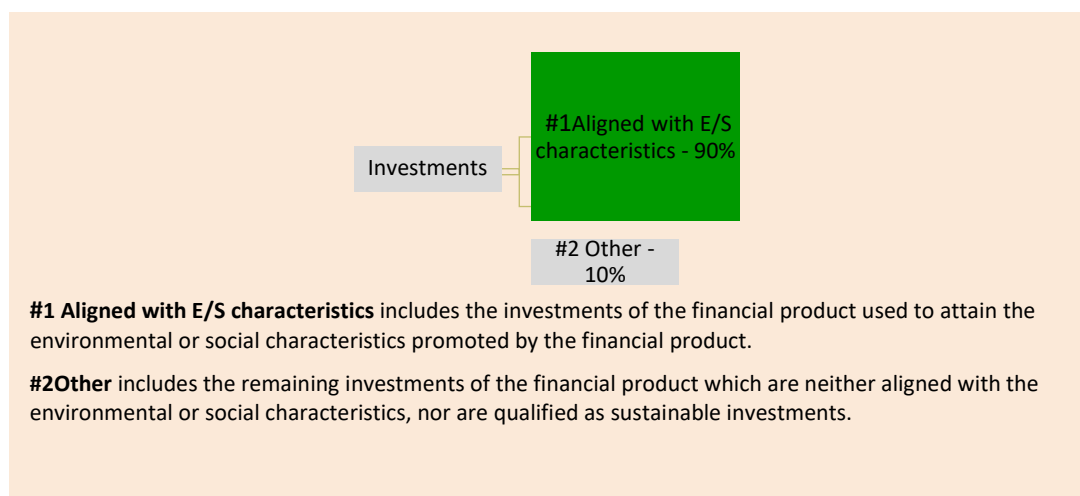 #1Aligned with E/S
characteristics - 90%
Investments
#2 Other -
10%
#1 Aligned with E/S characteristics includes the investments of the financial product used to attain the
environmental or social characteristics promoted by the financial product.
#2Other includes the remaining investments of the financial product which are neither aligned with the
environmental or social characteristics, nor are qualified as sustainable investments.